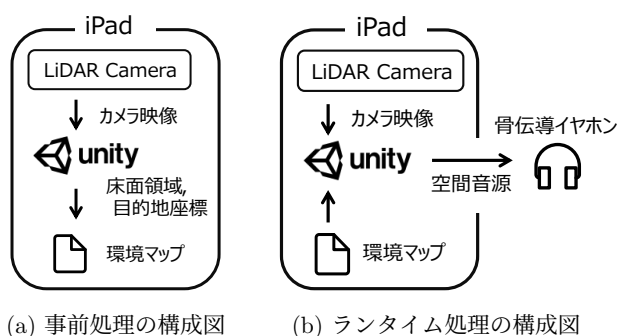 iPad
LiDAR Camera
カメラ映像
unity
床面領域,
目的地座標
環境マップ
(a) 事前処理の構成図
iPad
LiDAR Camera
カメラ映像
unity
骨伝導イヤホン
空間音源
環境マップ
(b) ランタイム処理の構成図